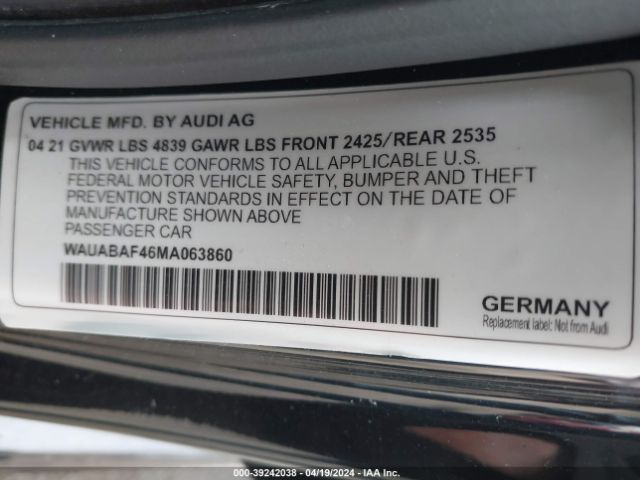 VEHICLE MFD. BY AUDI AG
04 21 GVWR LBS 4839 GAWR LBS FRONT 2425/REAR 2535
THIS VEHICLE CONFORMS TO ALL APPLICABLE U.S.
FEDERAL MOTOR VEHICLE SAFETY, BUMPER AND THEFT
PREVENTION STANDARDS IN EFFECT ON THE DATE OF
MANUFACTURE SHOWN ABOVE
PASSENGER CAR
WAUABAF46MA063860
GERMANY
Replacement label: Not from Audi
000-39242038 - 04/19/2024 - IAA Inc.